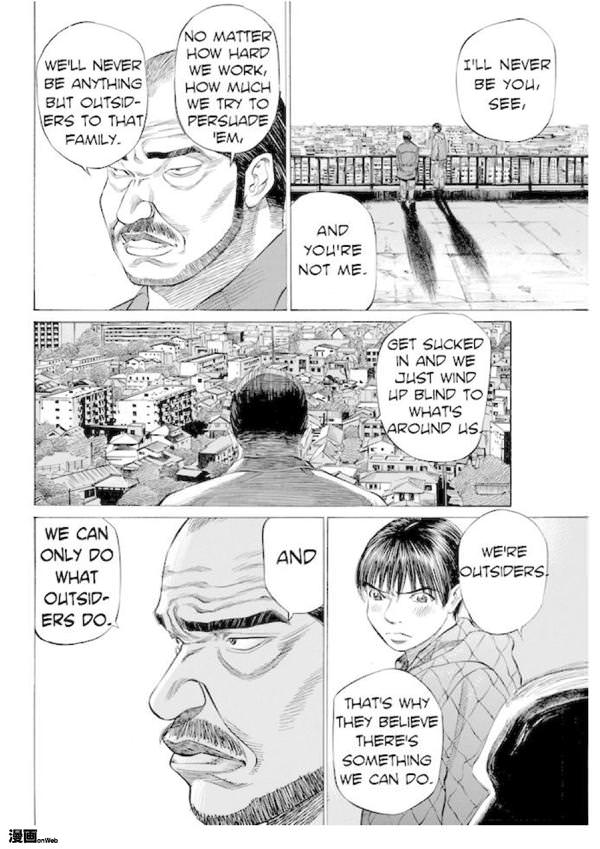 I'LL NEVER
BE YOU,
SEE,
AND
YOU'RE
NOT ME.
NO MATTER
HOW HARD
WE WORK,
HOW MUCH
WE TRY TO
PERSUADE
'EM,
WE'LL NEVER
BE ANYTHING
BUT OUTSID-
ERS TO THAT
FAMILY.
GET SUCKED
IN AND WE
JUST WIND
UP BLIND TO
WHAT'S
AROUND US.
WE'RE
OUTSIDERS.
THAT'S WHY
THEY BELIEVE
THERE'S
SOMETHING
WE CAN DO.
AND
WE CAN
ONLY DO
WHAT
OUTSID-
ERS DO.
漫画onWeb